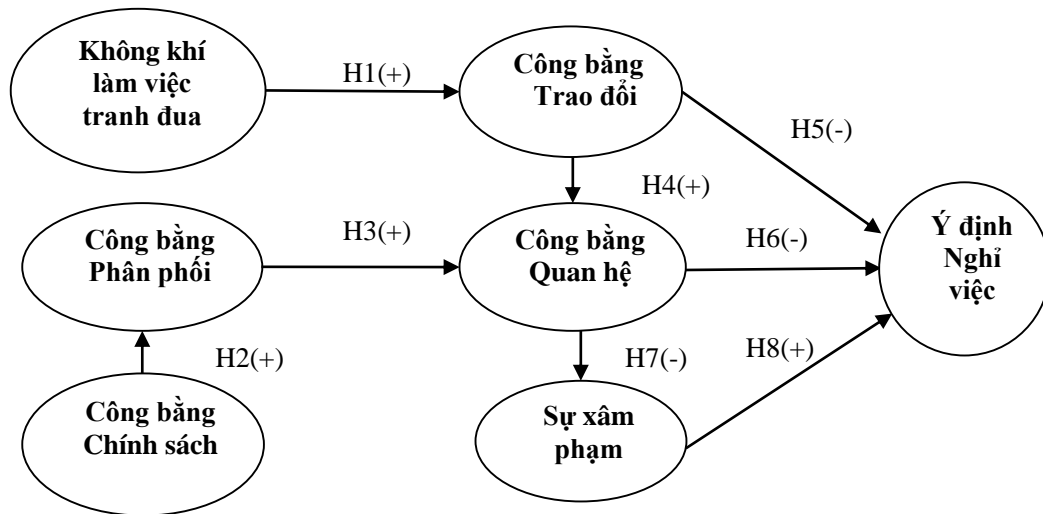 Không khí
làm việc
tranh đua
H1(+)
Công bằng
Trao đổi
H5(-)
H4(+)
Công bằng
Phân phối
H3(+)
Công bằng
Quan hệ
H6(-)
Ý định
Nghỉ
việc
H2(+)
H7(-)
H8(+)
Công bằng
Chính sách
Sự xâm
phạm